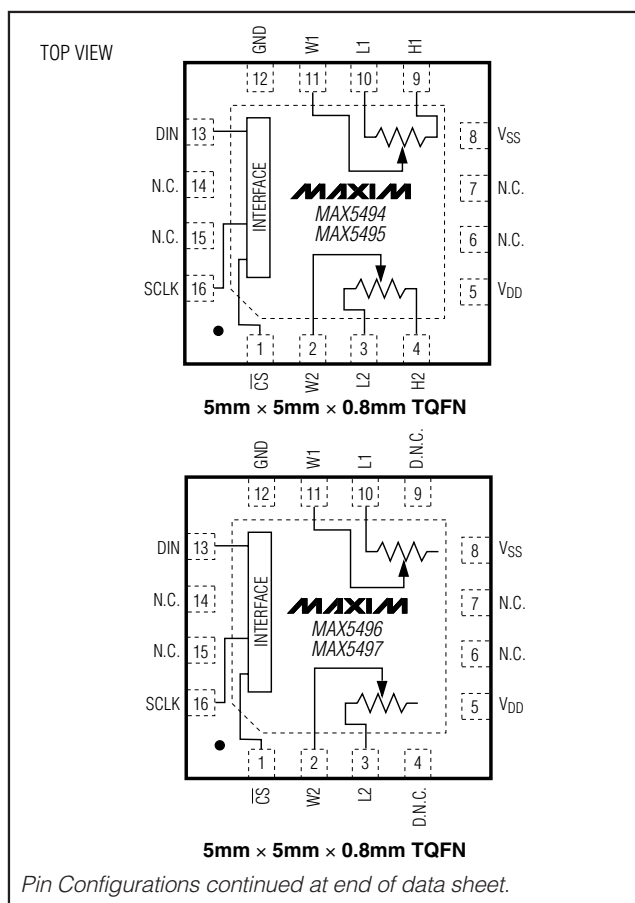 TOP VIEW
GND
W1
L1
H1
12
11
10
9
DIN
13
8
VSS
N.C.
14
7
N.C.
INTERFACE
MAXIM
MAX5494
MAX5495
N.C.
15
6
N.C.
SCLK
16
5
VDD
1
2
3
4
CS
W2
L2
H2
5mm × 5mm × 0.8mm TQFN
GND
W1
L1
D.N.C.
12
11
10
9
DIN
13
8
VSS
N.C.
14
7
N.C.
INTERFACE
MAXIM
MAX5496
MAX5497
N.C.
15
6
N.C.
SCLK
16
5
VDD
1
2
3
4
CS
W2
L2
D.N.C.
5mm × 5mm × 0.8mm TQFN
Pin Configurations continued at end of data sheet.